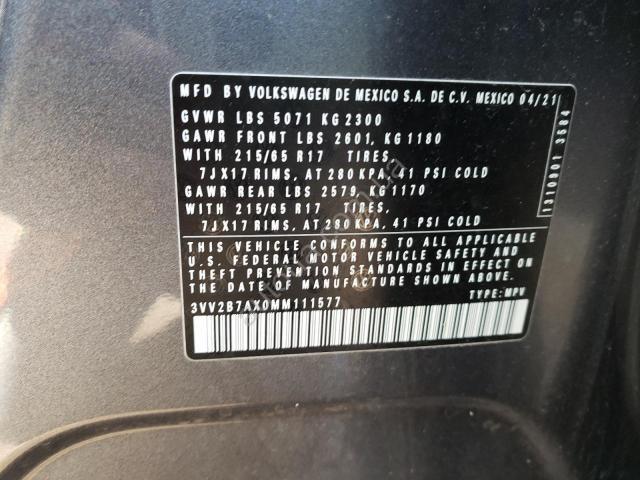 MFD BY VOLKSWAGEN DE MEXICO S.A. DE C.V. MEXICO 04/21
GVWR LBS 5071 KG 2300
GAWR FRONT LBS 2601, KG 1180
WITH 215/65 R17 TIRES,
7JX17 RIMS, AT 280 KPA, 41 PSI COLD
GAWR REAR LBS 2579, KG 1170
WITH 215/65 R17 TIRES,
7JX17 RIMS, AT 280 KPA, 41 PSI COLD
THIS VEHICLE CONFORMS TO ALL APPLICABLE
U.S. FEDERAL MOTOR VEHICLE SAFETY AND
THEFT PREVENTION STANDARDS IN EFFECT ON
THE DATE OF MANUFACTURE SHOWN ABOVE.
3VV2B7AX0MM111577 TYPE: MPV
1310901 3584